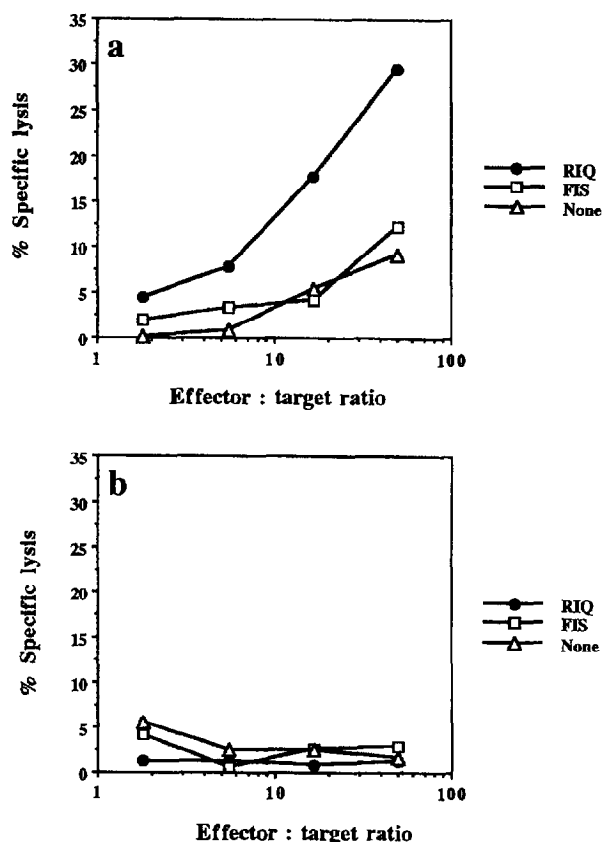 a
35
30
25
20
15
10
5
0
% Specific lysis
1 10 100
Effector : target ratio
RIQ
FIS
None
b
35
30
25
20
15
10
5
0
% Specific lysis
1 10 100
Effector : target ratio
RIQ
FIS
None